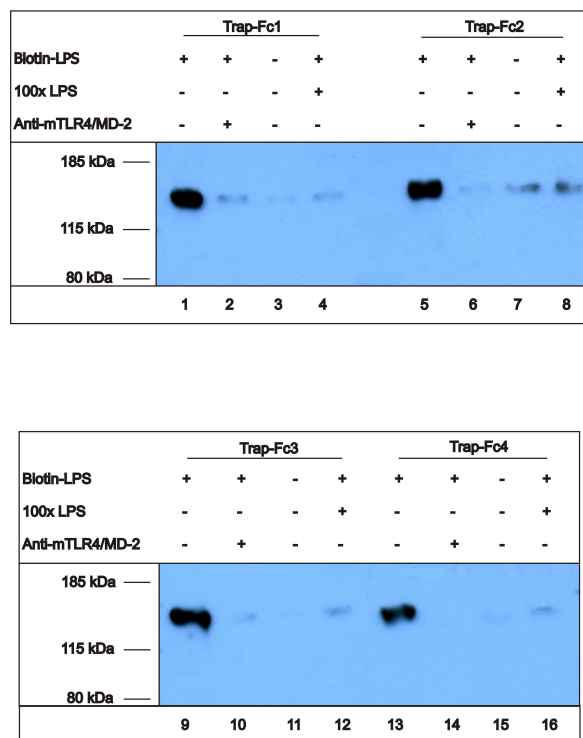 Trap-Fc1 Trap-Fc2
Biotin-LPS + + - + + + - +
100x LPS - - - + - - - +
Anti-mTLR4/MD-2 - + - - - + - -
185 kDa
115 kDa
80 kDa
1 2 3 4 5 6 7 8
Trap-Fc3 Trap-Fc4
Biotin-LPS + + - + + + - +
100x LPS - - - + - - - +
Anti-mTLR4/MD-2 - + - - - + - -
185 kDa
115 kDa
80 kDa
9 10 11 12 13 14 15 16